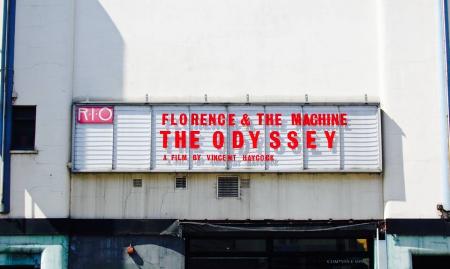 RIO
FLORENCE & THE MACHINE
THE ODYSSEY
A FILM BY VINCENT HAYCOCK